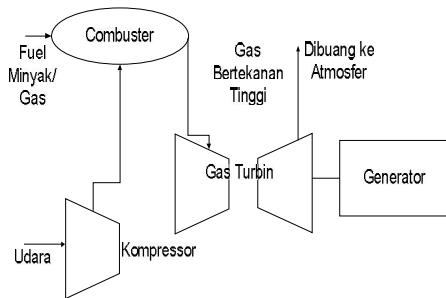 Combuster
Fuel
Minyak/
Gas
Gas
Bertekanan
Tinggi
Dibuang ke
Atmosfer
Gas Turbin
Generator
Udara
Kompressor